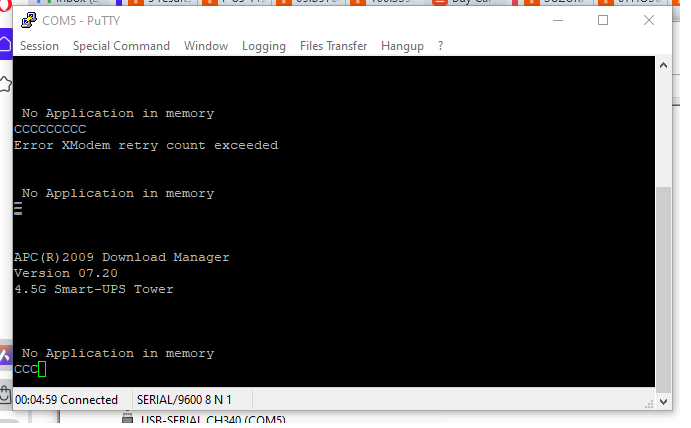 COM5 - PuTTY
Session Special Command Window Logging Files Transfer Hangup ?
No Application in memory
CCCCCCCCC
Error XModem retry count exceeded
No Application in memory
APC(R)2009 Download Manager
Version 07.20
4.5G Smart-UPS Tower
No Application in memory
CCC
00:04:59 Connected SERIAL/9600 8 N 1
USB-SERIAL CH340 (COM5)